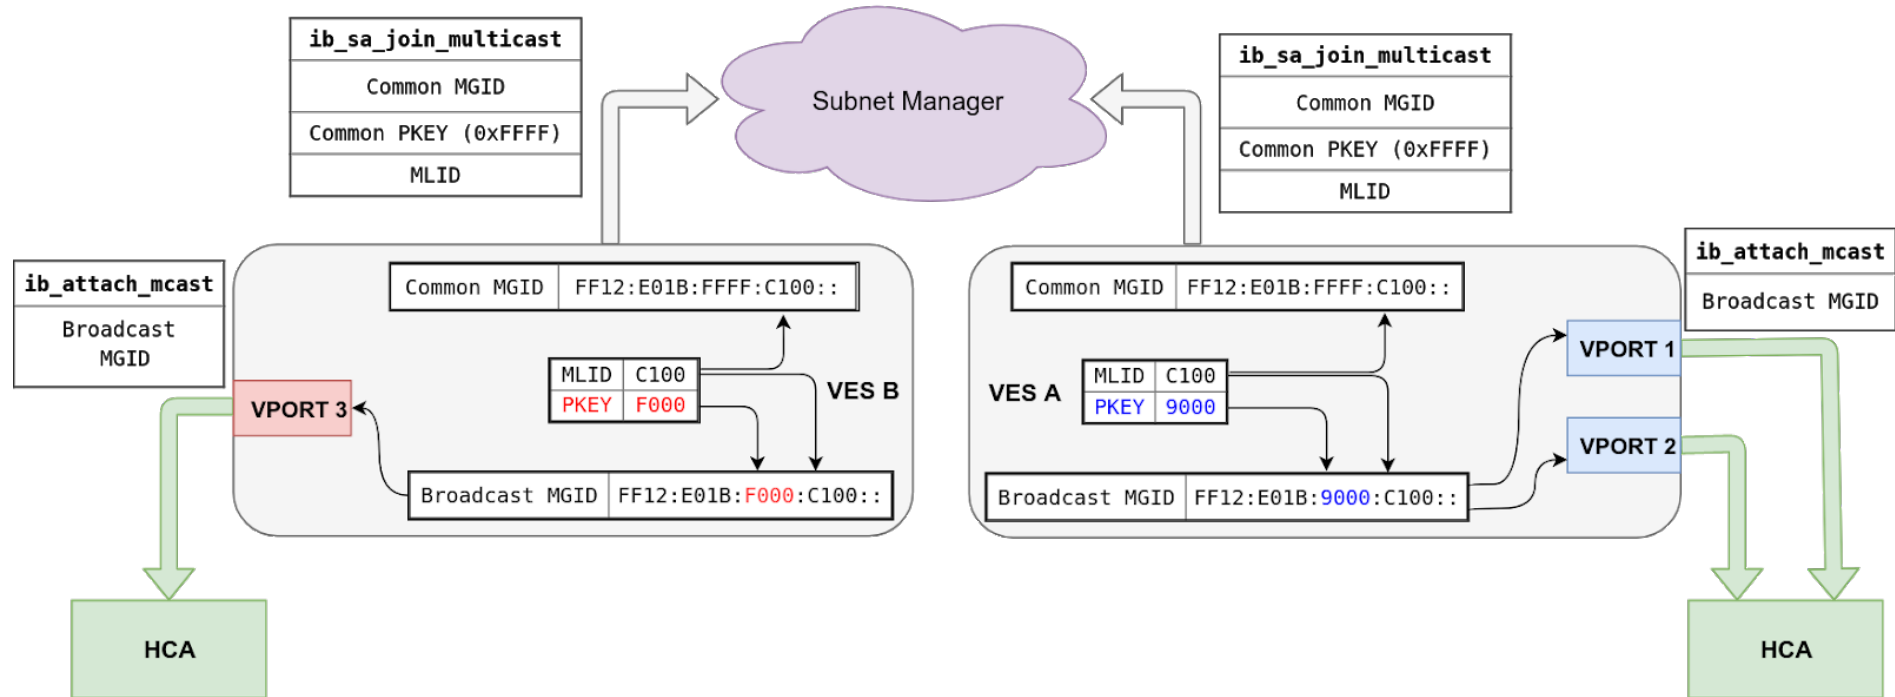 ib_sa_join_multicast
Common MGID
Common PKEY (0xFFFF)
MLID
Subnet Manager
ib_sa_join_multicast
Common MGID
Common PKEY (0xFFFF)
MLID
ib_attach_mcast
Broadcast
MGID
Common MGID FF12:E01B:FFFF:C100::
MLID C100
PKEY F000
VES B
VPORT 3
Broadcast MGID FF12:E01B:F000:C100::
HCA
ib_attach_mcast
Broadcast MGID
Common MGID FF12:E01B:FFFF:C100::
VES A
MLID C100
PKEY 9000
VPORT 1
VPORT 2
Broadcast MGID FF12:E01B:9000:C100::
HCA